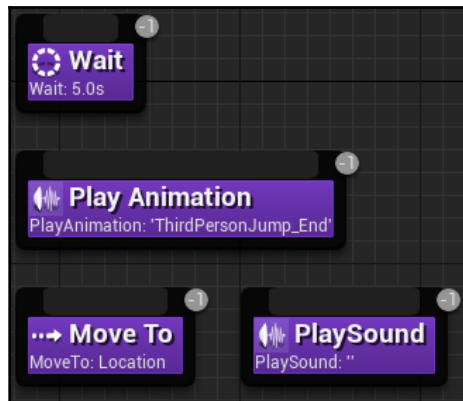 -1
Wait
Wait: 5.0s
-1
Play Animation
PlayAnimation: 'ThirdPersonJump_End'
-1
Move To
MoveTo: Location
-1
PlaySound
PlaySound: ''